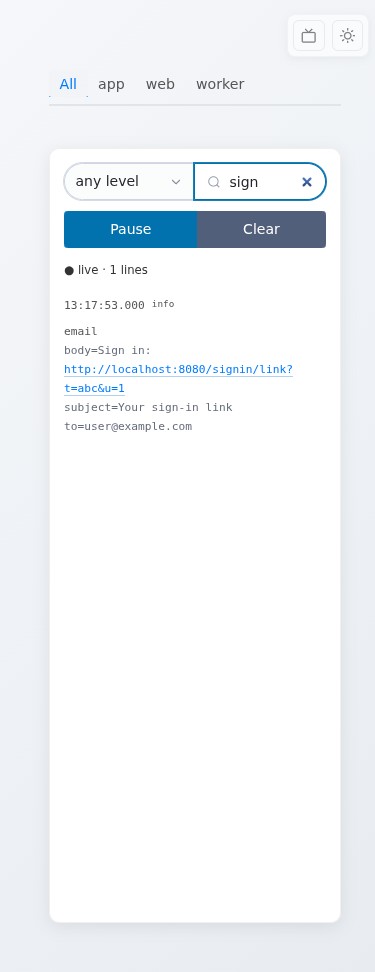 All app web worker
any level sign
Pause Clear
● live · 1 lines
13:17:53.000 info
email
body=Sign in:
http://localhost:8080/signin/link?
t=abc&u=1
subject=Your sign-in link
to=user@example.com